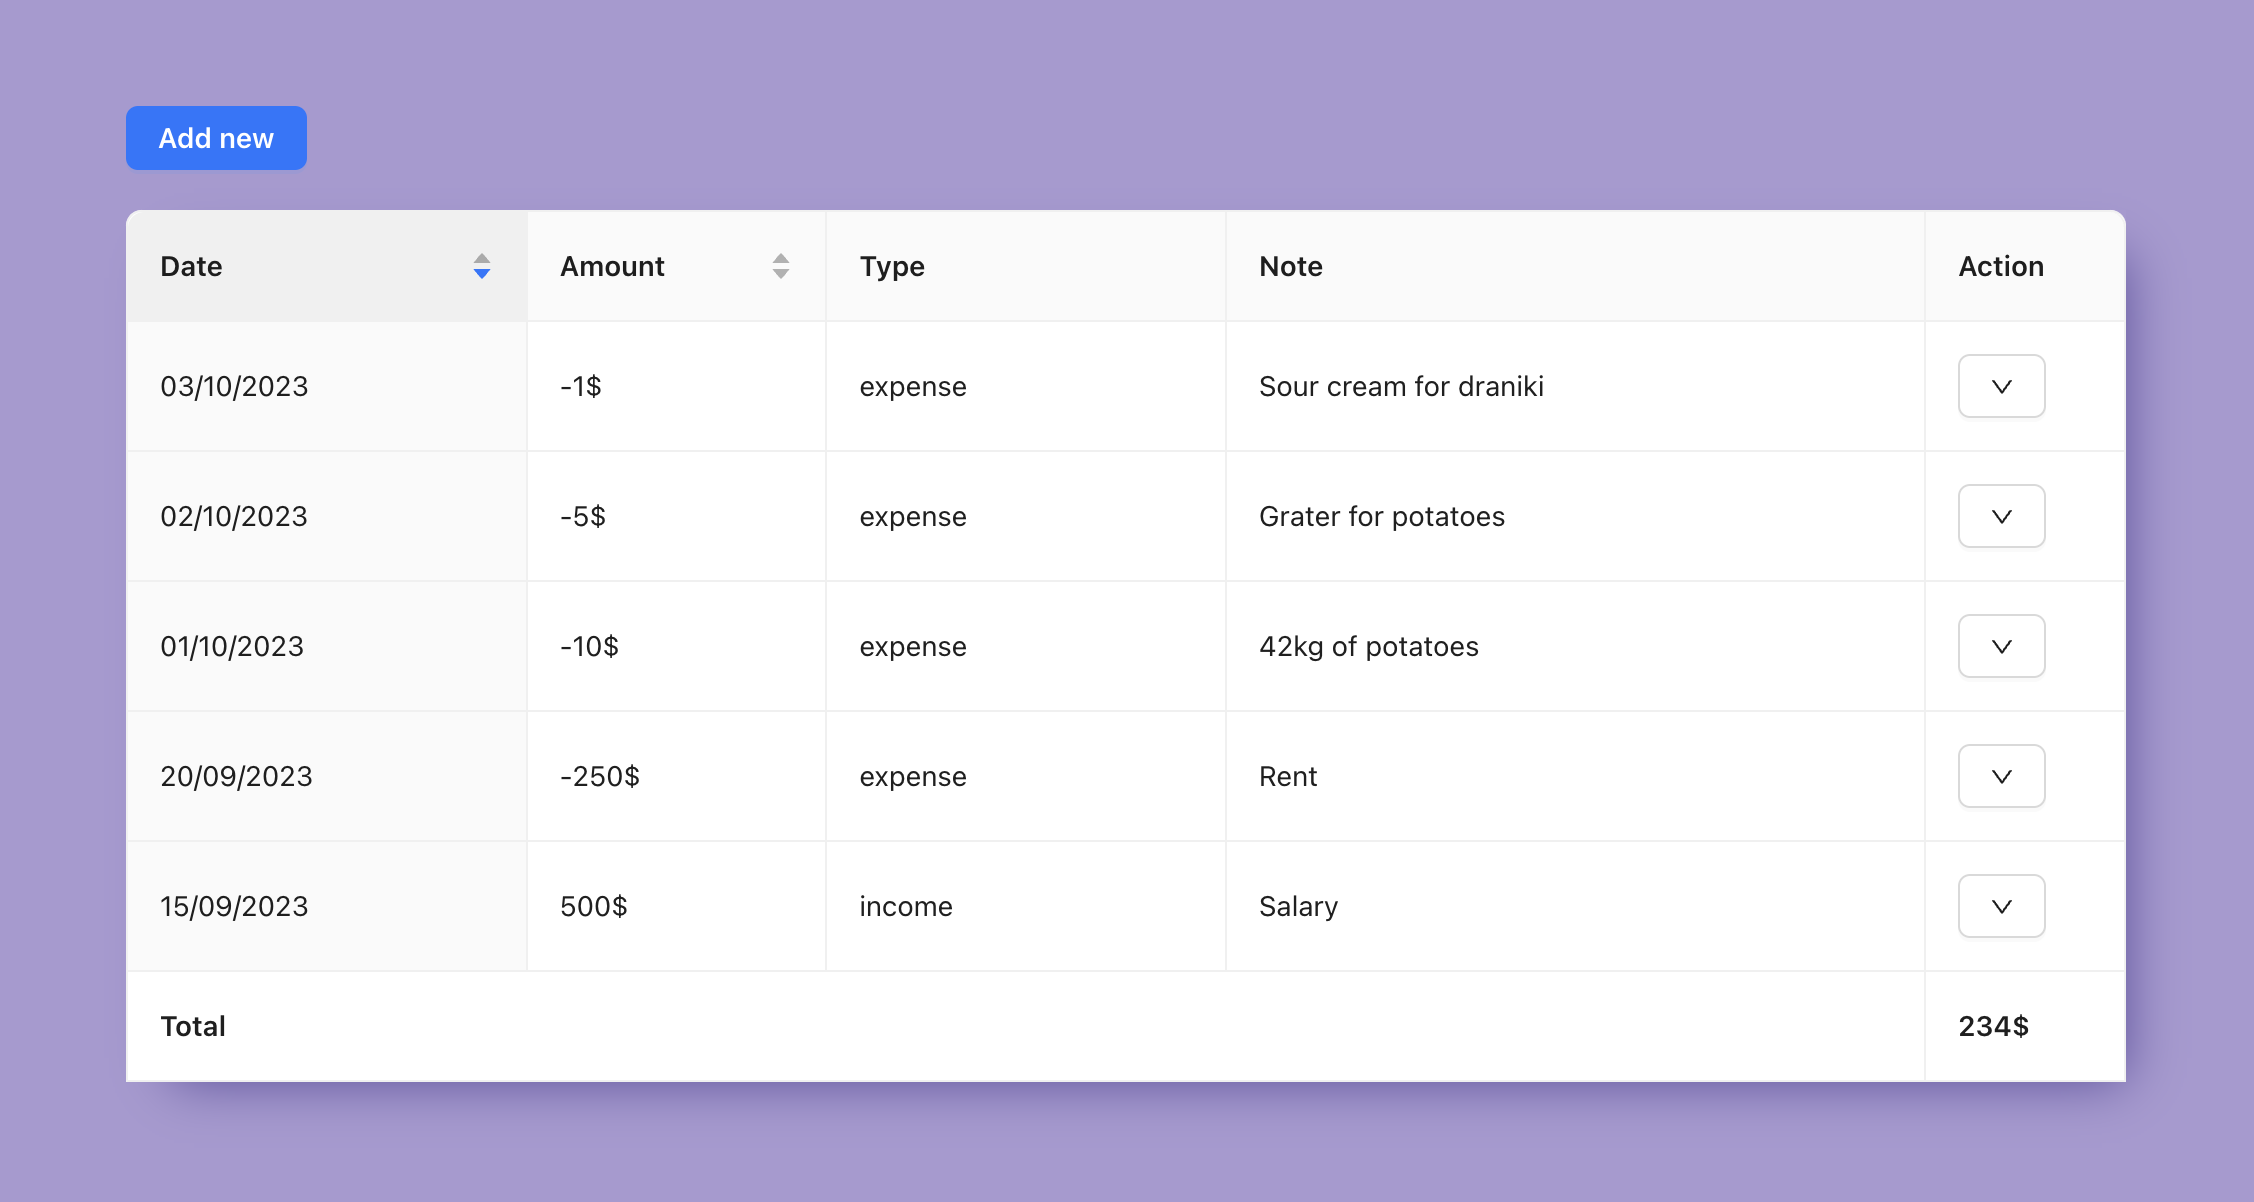 Add new
Date Amount Type Note Action
03/10/2023 -1$ expense Sour cream for draniki
02/10/2023 -5$ expense Grater for potatoes
01/10/2023 -10$ expense 42kg of potatoes
20/09/2023 -250$ expense Rent
15/09/2023 500$ income Salary
Total 234$